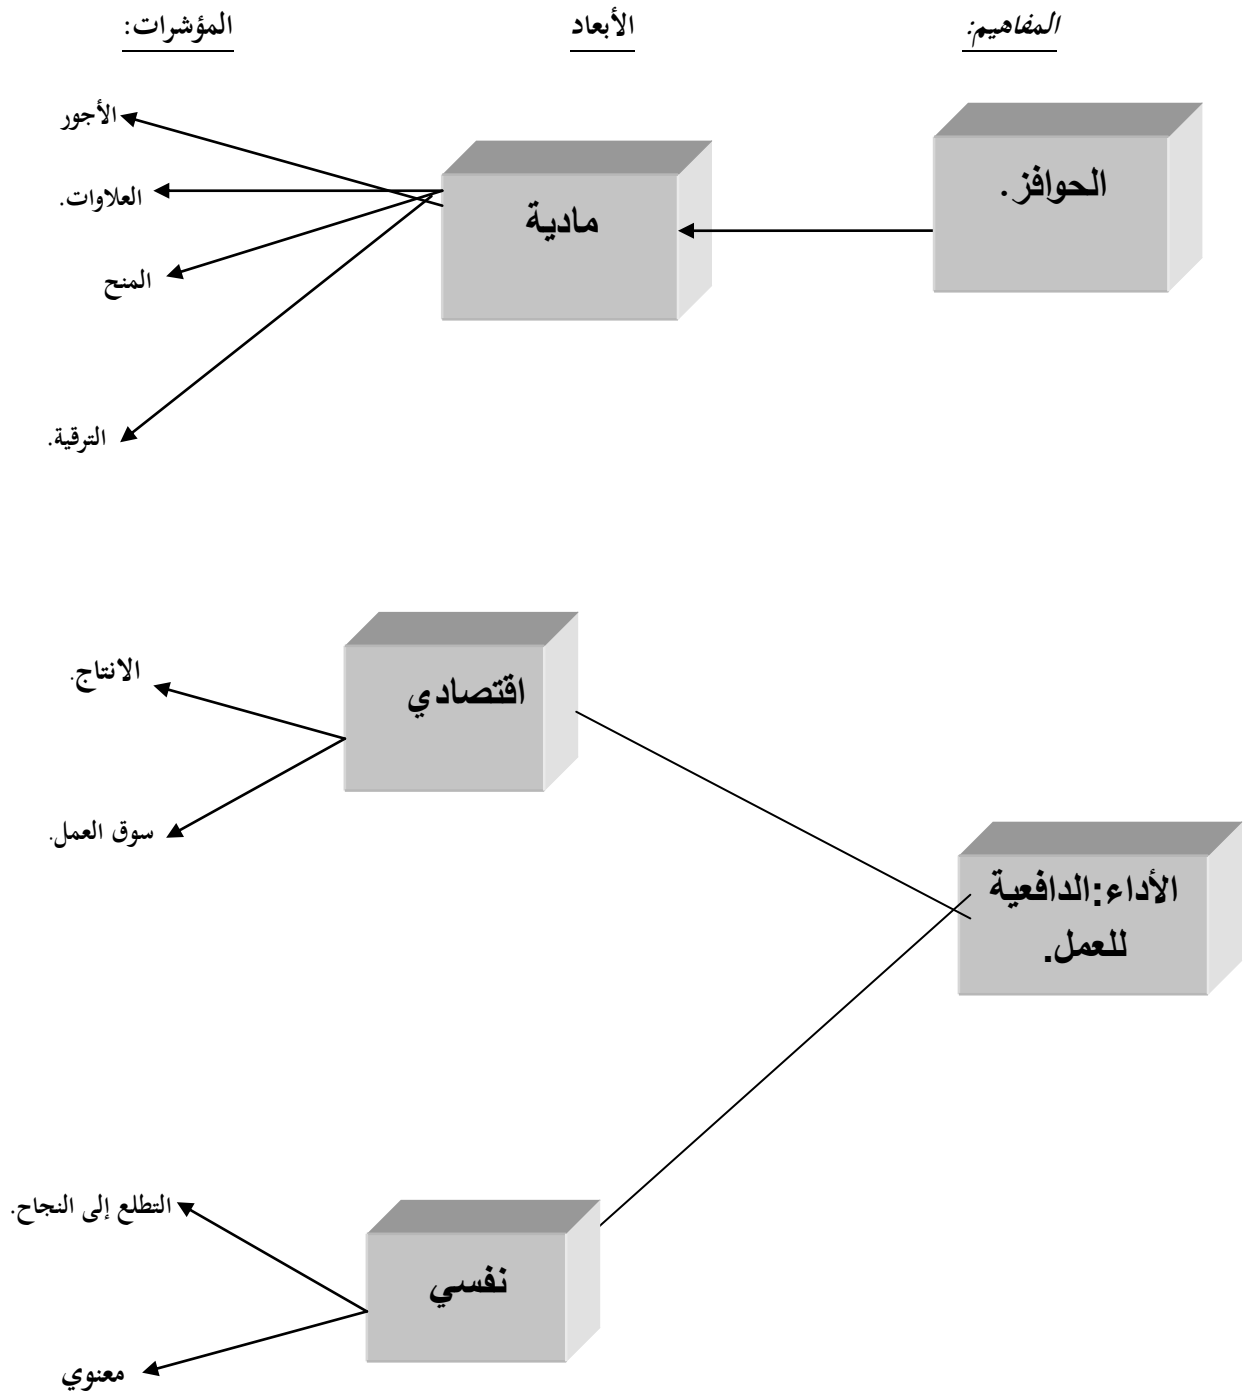 المفاهيم:
الأبعاد
المؤشرات:
الحوافز.
مادية
الأجور
العلاوات.
المنح
الترقية.
الأداء:الدافعية
للعمل.
اقتصادي
الانتاج.
سوق العمل.
نفسي
التطلع إلى النجاح.
معنوي